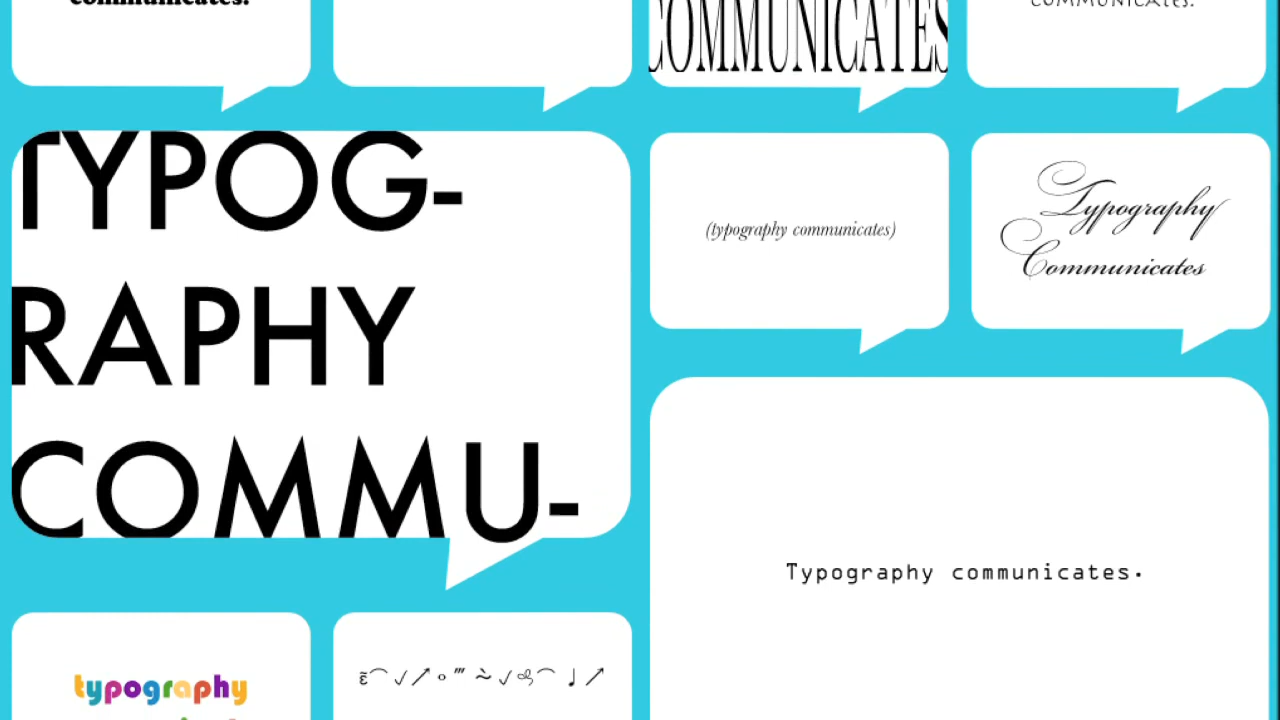 communicates.
COMMUNICATES
COMMUNICATES.
TYPOG-
RAPHY
COMMU-
(typography communicates)
Typography
Communicates
Typography communicates.
typography